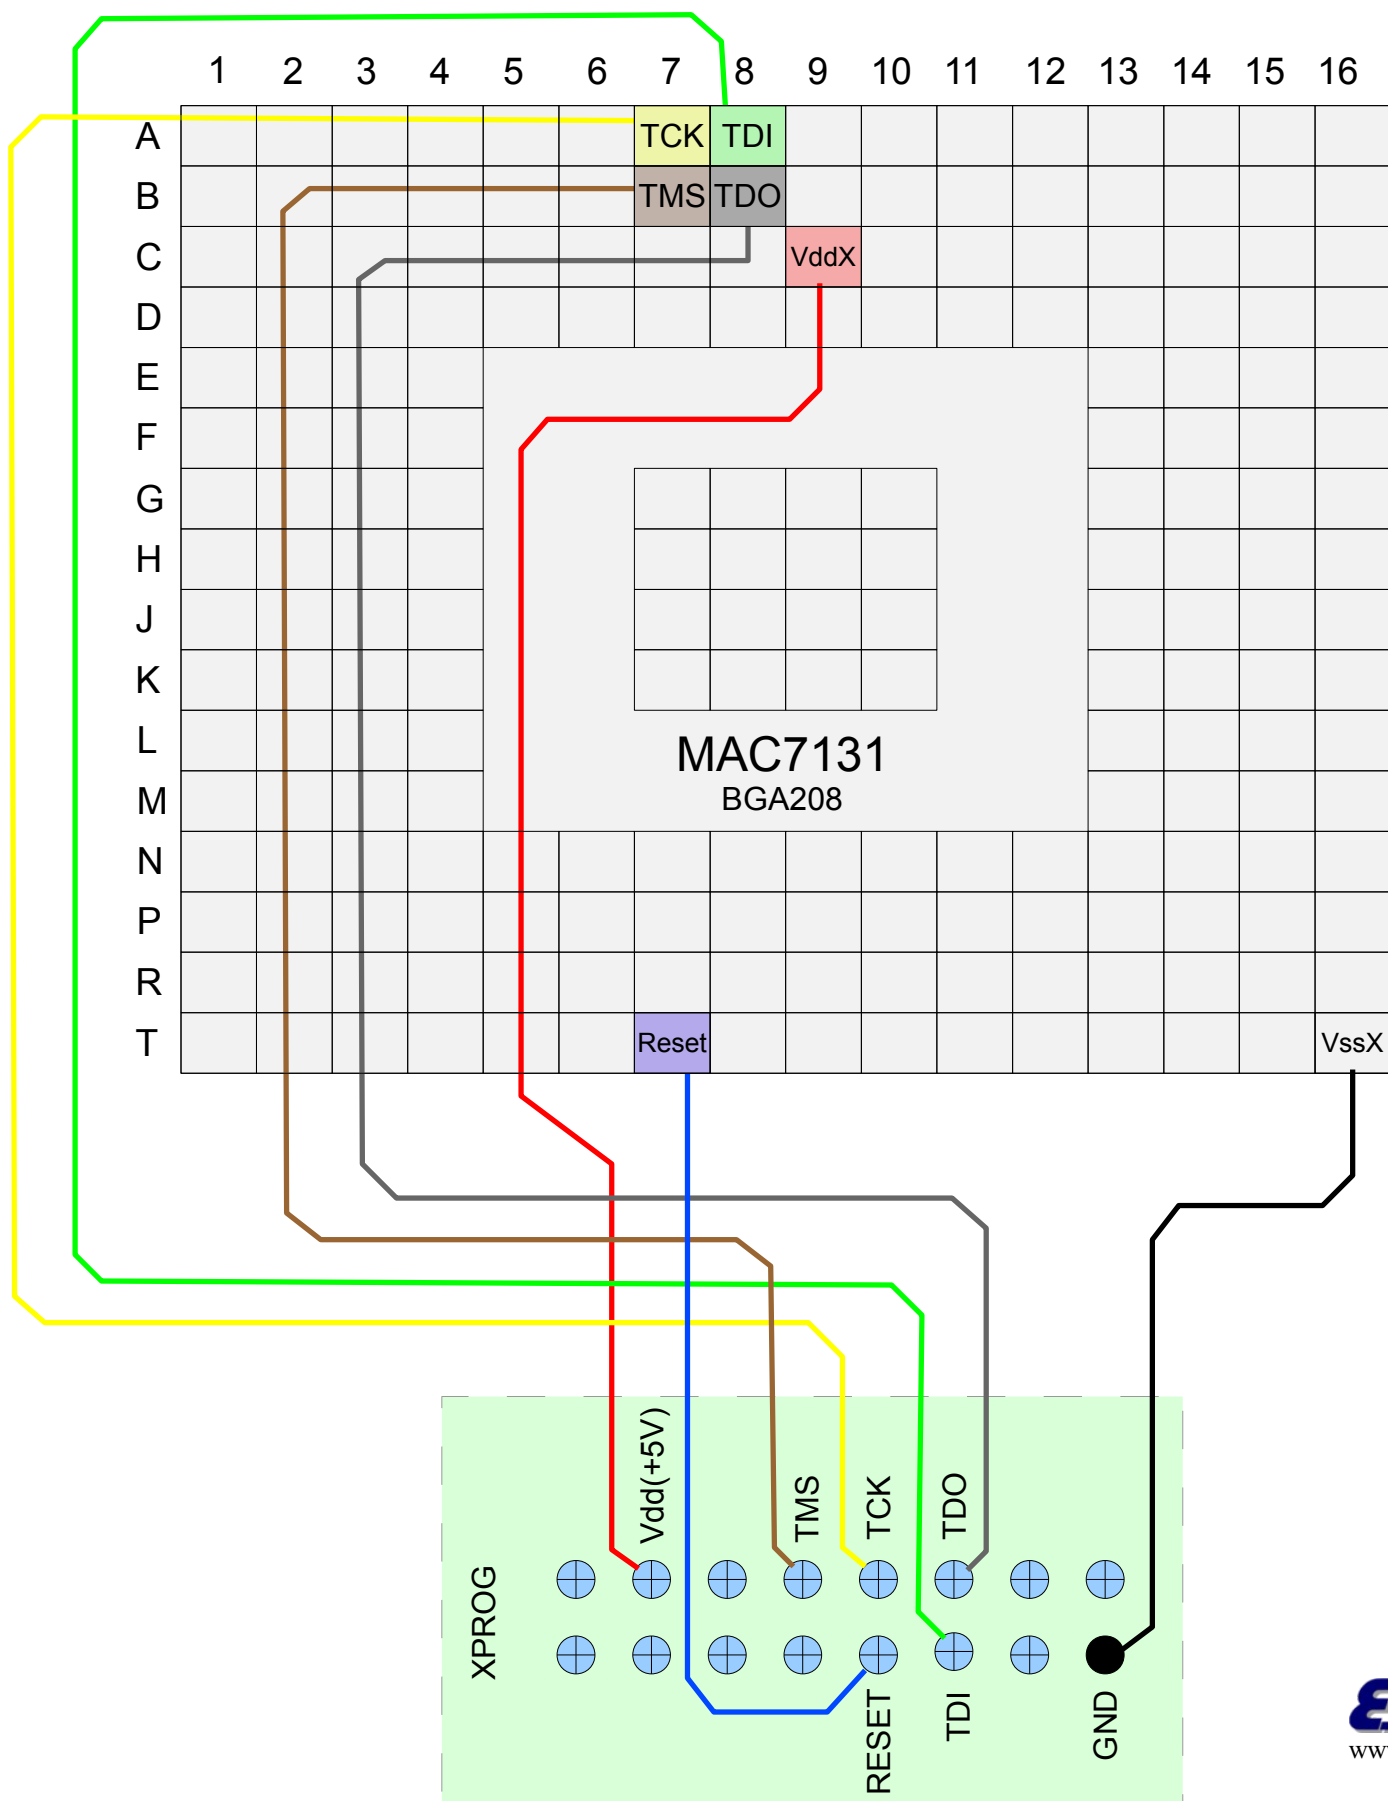 1 2 3 4 5 6 7 8 9 10 11 12 13 14 15 16
A TCK TDI
B TMS TDO
C VddX
D
E
F
G
H
J
K
L
MAC7131
M BGA208
N
P
R
T Reset VssX
Vdd(+5V) TMS TCK TDO
XPROG
RESET TDI GND